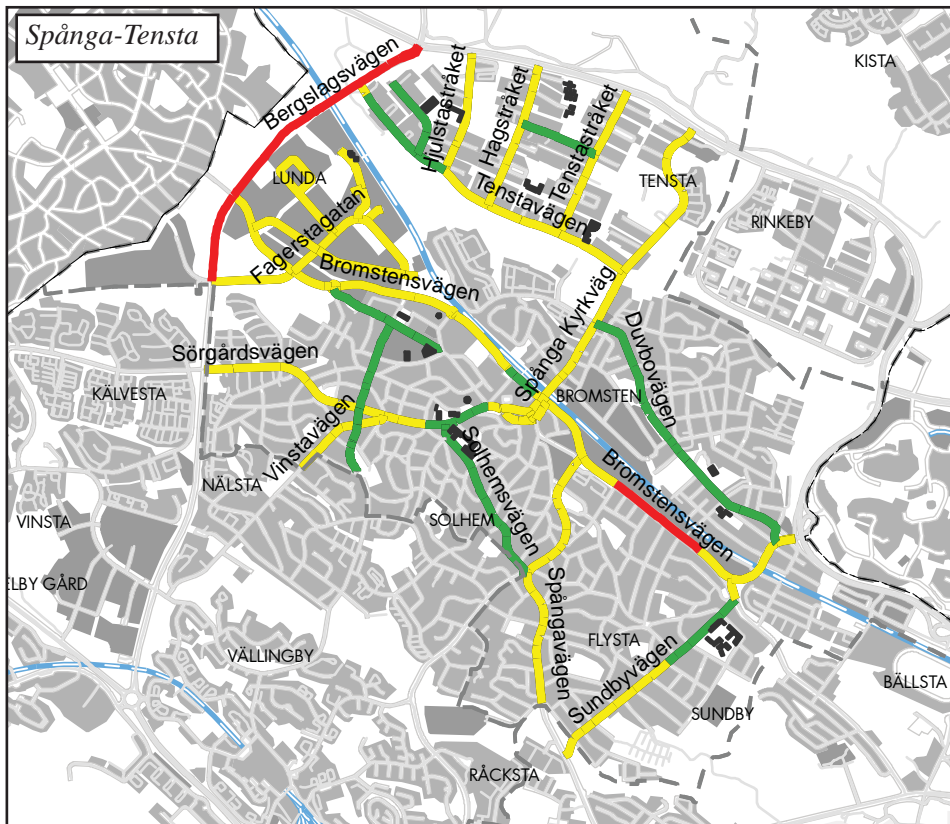 Spånga-Tensta
KISTA
Bergslagsvägen
Hjulstastråket
Hagstråket
Tenstastråket
LUNDA
TENSTA
Tenstavägen
RINKEBY
Fagerstagatan
Bromstensvägen
Spånga Kyrkväg
Duvbovägen
Sörgårdsvägen
KÄLVESTA
BROMSTEN
Vinstavägen
NÄLSTA
Solhemsvägen
Bromstensvägen
VINSTA
SOLHEM
ELBY GÅRD
Spångavägen
FLYSTA
VÄLLINGBY
Sundbyvägen
BÄLLSTA
SUNDBY
RÅCKSTA